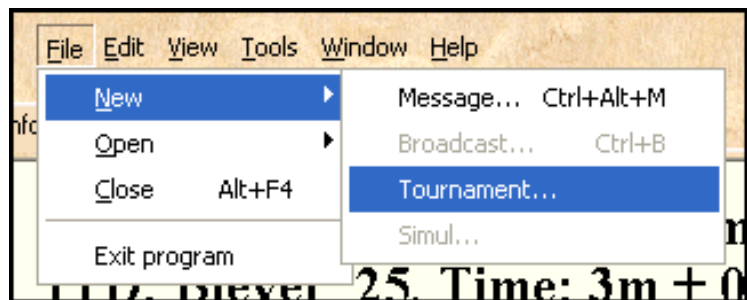 File Edit View Tools Window Help
New
Message... Ctrl+Alt+M
Open
Broadcast... Ctrl+B
Close Alt+F4
Tournament...
Simul...
Exit program
25. Time: 3m + 0